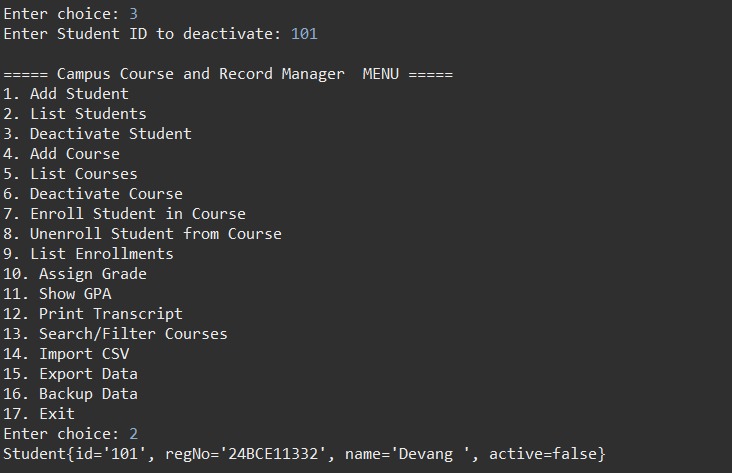 Enter choice: 3
Enter Student ID to deactivate: 101
===== Campus Course and Record Manager  MENU =====
1. Add Student
2. List Students
3. Deactivate Student
4. Add Course
5. List Courses
6. Deactivate Course
7. Enroll Student in Course
8. Unenroll Student from Course
9. List Enrollments
10. Assign Grade
11. Show GPA
12. Print Transcript
13. Search/Filter Courses
14. Import CSV
15. Export Data
16. Backup Data
17. Exit
Enter choice: 2
Student{id='101', regNo='24BCE11332', name='Devang ', active=false}